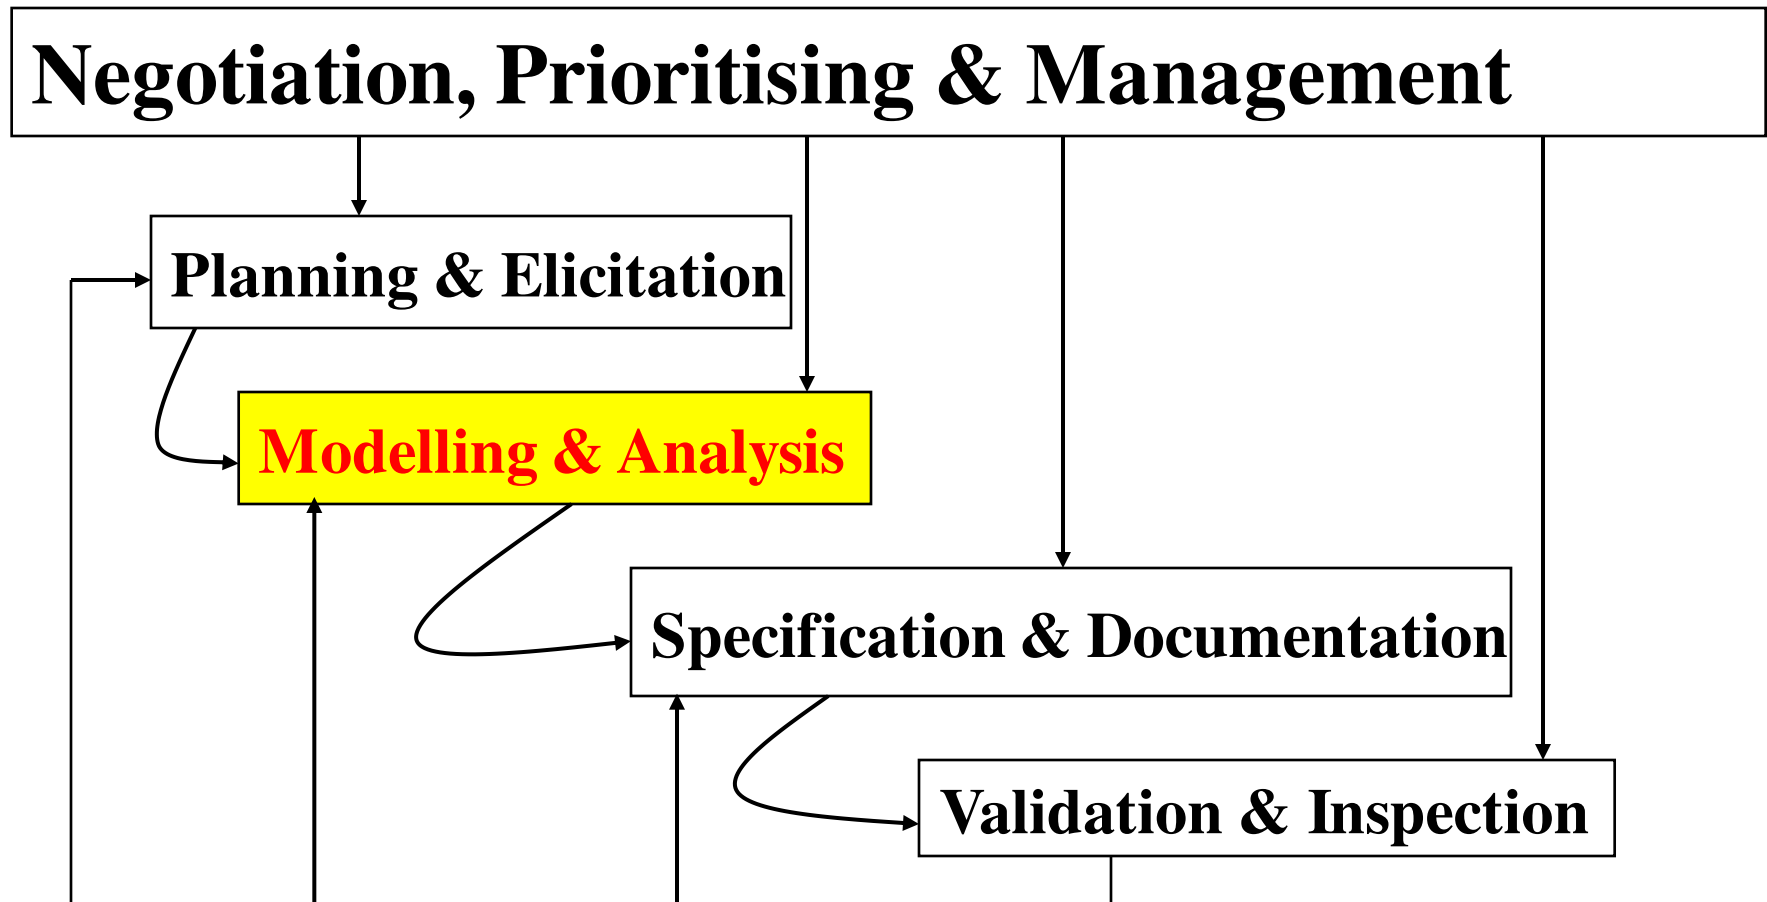 Negotiation, Prioritising & Management
Planning & Elicitation
Modelling & Analysis
Specification & Documentation
Validation & Inspection